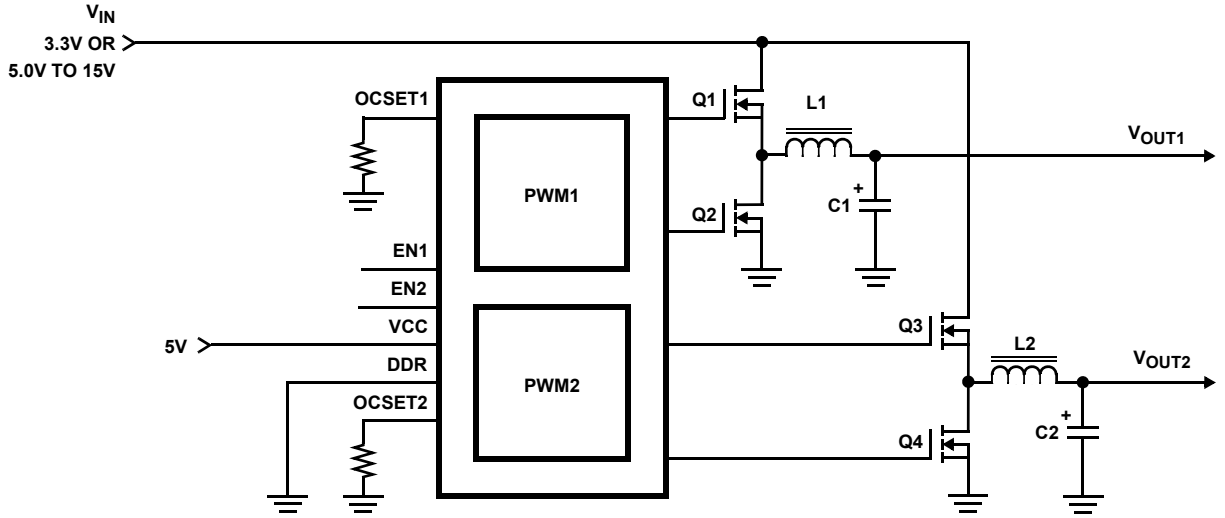 VIN
3.3V OR
5.0V TO 15V
OCSET1
PWM1
Q1
L1
VOUT1
Q2
+
C1
EN1
EN2
VCC
5V
DDR
OCSET2
PWM2
Q3
L2
VOUT2
Q4
+
C2